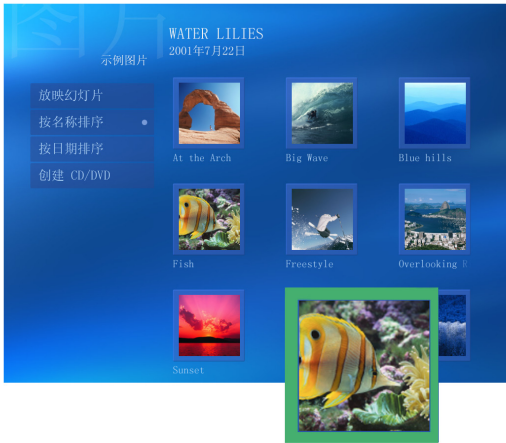 图片
WATER LILIES
2001年7月22日
示例图片
放映幻灯片
按名称排序
按日期排序
创建 CD/DVD
At the Arch
Big Wave
Blue hills
Fish
Freestyle
Overlooking R
Sunset